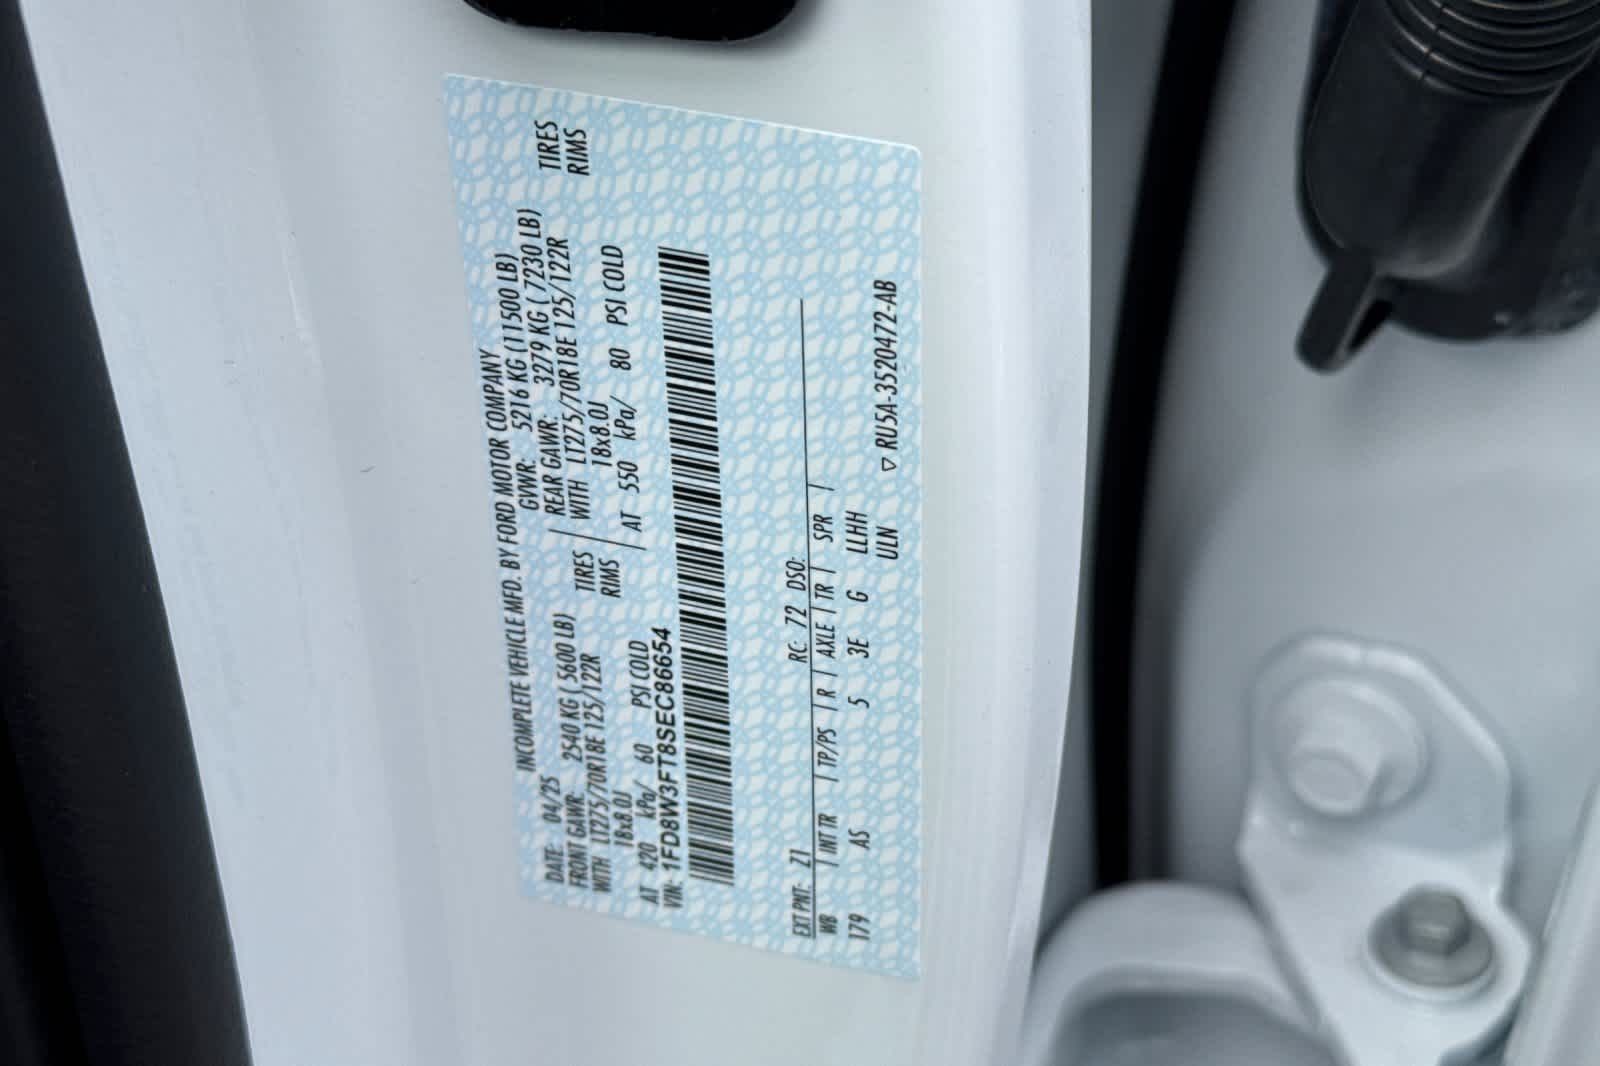 INCOMPLETE VEHICLE MFD. BY FORD MOTOR COMPANY
DATE: 04/25 GVWR: 5216 KG (11500 LB)
FRONT GAWR: 2540 KG ( 5600 LB) REAR GAWR: 3279 KG ( 7230 LB)
WITH LT275/70R18E 125/122R TIRES WITH LT275/70R18E 125/122R TIRES
18x8.0J RIMS 18x8.0J RIMS
AT 420 kPa/ 60 PSI COLD AT 550 kPa/ 80 PSI COLD
VIN: 1FD8W3FT8SEC86654
EXT PNT: Z1 RC: 72 DSO:
WB | INT TR | TP/PS | R | AXLE | TR | SPR |
179 AS 5 3E G LLHH
ULN ▽ RU5A-3520472-AB